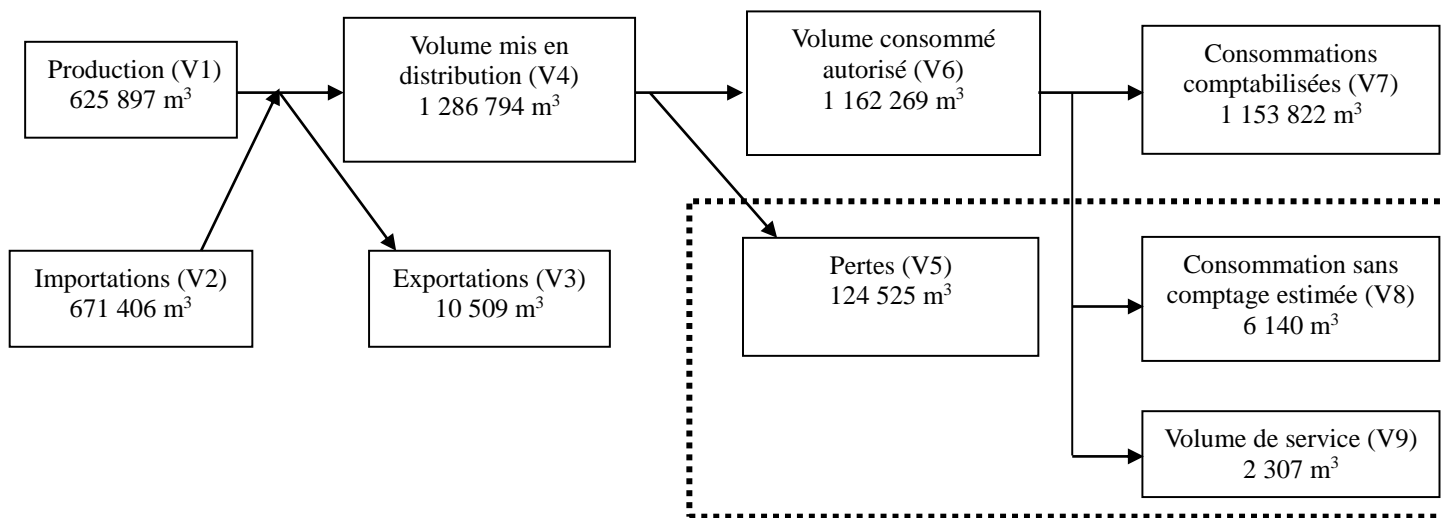 Production (V1)
625 897 m³
Volume mis en
distribution (V4)
1 286 794 m³
Volume consommé
autorisé (V6)
1 162 269 m³
Consommations
comptabilisées (V7)
1 153 822 m³
Importations (V2)
671 406 m³
Exportations (V3)
10 509 m³
Pertes (V5)
124 525 m³
Consommation sans
comptage estimée (V8)
6 140 m³
Volume de service (V9)
2 307 m³